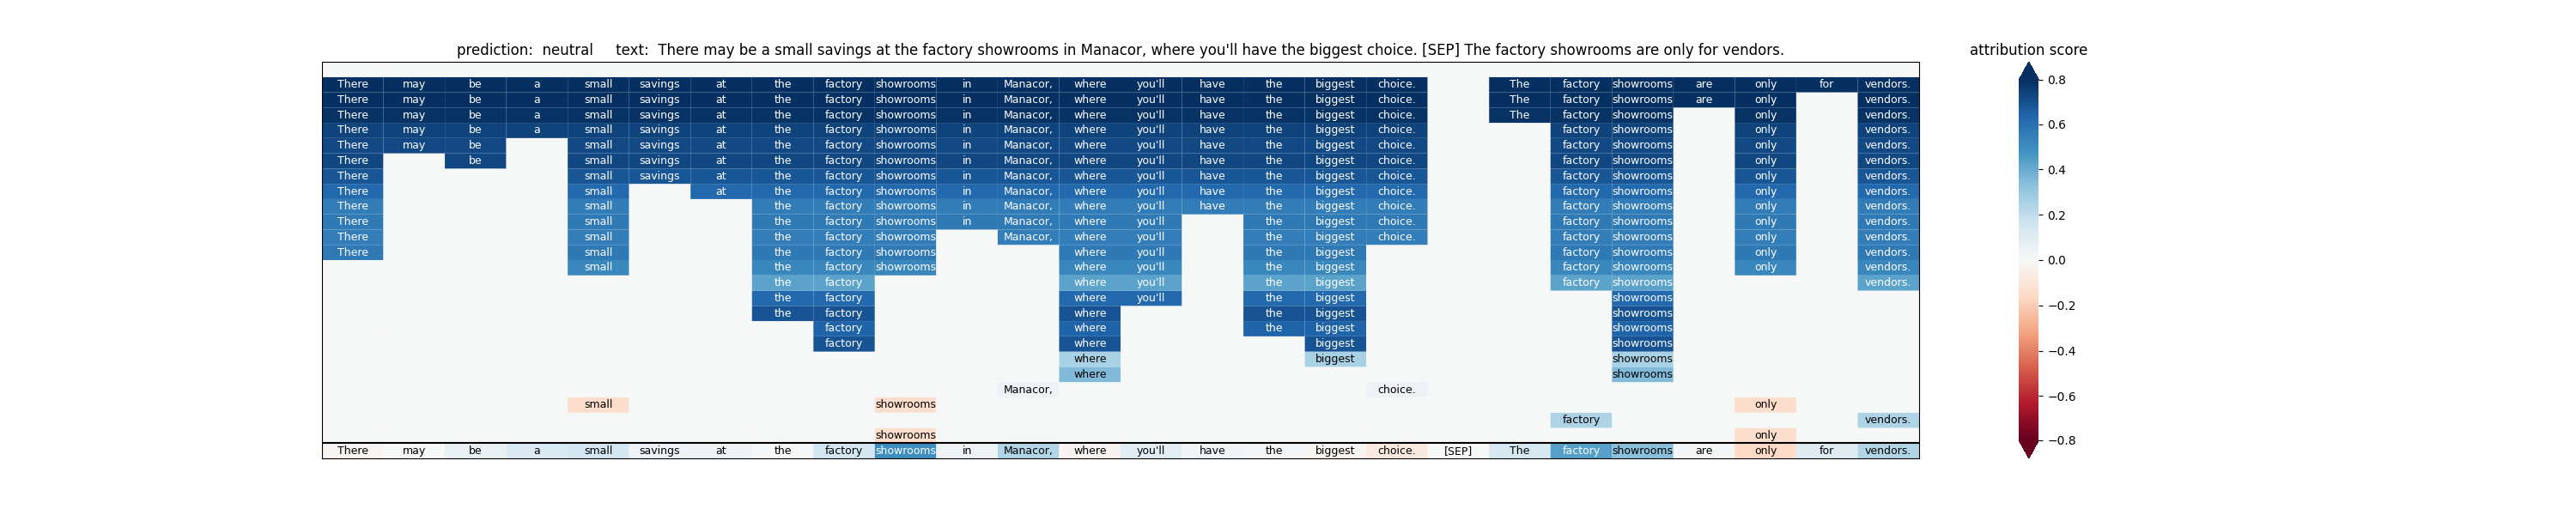 prediction: neutral text: There may be a small savings at the factory showrooms in Manacor, where you'll have the biggest choice. [SEP] The factory showrooms are only for vendors.
attribution score
There may be a small savings at the factory showrooms in Manacor, where you'll have the biggest choice. The factory showrooms are only for vendors.
There may be a small savings at the factory showrooms in Manacor, where you'll have the biggest choice. The factory showrooms are only vendors.
There may be a small savings at the factory showrooms in Manacor, where you'll have the biggest choice. The factory showrooms only vendors.
There may be a small savings at the factory showrooms in Manacor, where you'll have the biggest choice. factory showrooms only vendors.
There may be small savings at the factory showrooms in Manacor, where you'll have the biggest choice. factory showrooms only vendors.
There be small savings at the factory showrooms in Manacor, where you'll have the biggest choice. factory showrooms only vendors.
There small savings at the factory showrooms in Manacor, where you'll have the biggest choice. factory showrooms only vendors.
There small at the factory showrooms in Manacor, where you'll have the biggest choice. factory showrooms only vendors.
There small the factory showrooms in Manacor, where you'll have the biggest choice. factory showrooms only vendors.
There small the factory showrooms in Manacor, where you'll the biggest choice. factory showrooms only vendors.
There small the factory showrooms Manacor, where you'll the biggest choice. factory showrooms only vendors.
There small the factory showrooms where you'll the biggest factory showrooms only vendors.
small the factory showrooms where you'll the biggest factory showrooms only vendors.
the factory where you'll the biggest factory showrooms vendors.
the factory where you'll the biggest showrooms
the factory where the biggest showrooms
factory where the biggest showrooms
factory where biggest showrooms
where biggest showrooms
where showrooms
Manacor, choice.
small showrooms only
factory vendors.
showrooms only
There may be a small savings at the factory showrooms in Manacor, where you'll have the biggest choice. [SEP] The factory showrooms are only for vendors.
0.8
0.6
0.4
0.2
0.0
−0.2
−0.4
−0.6
−0.8